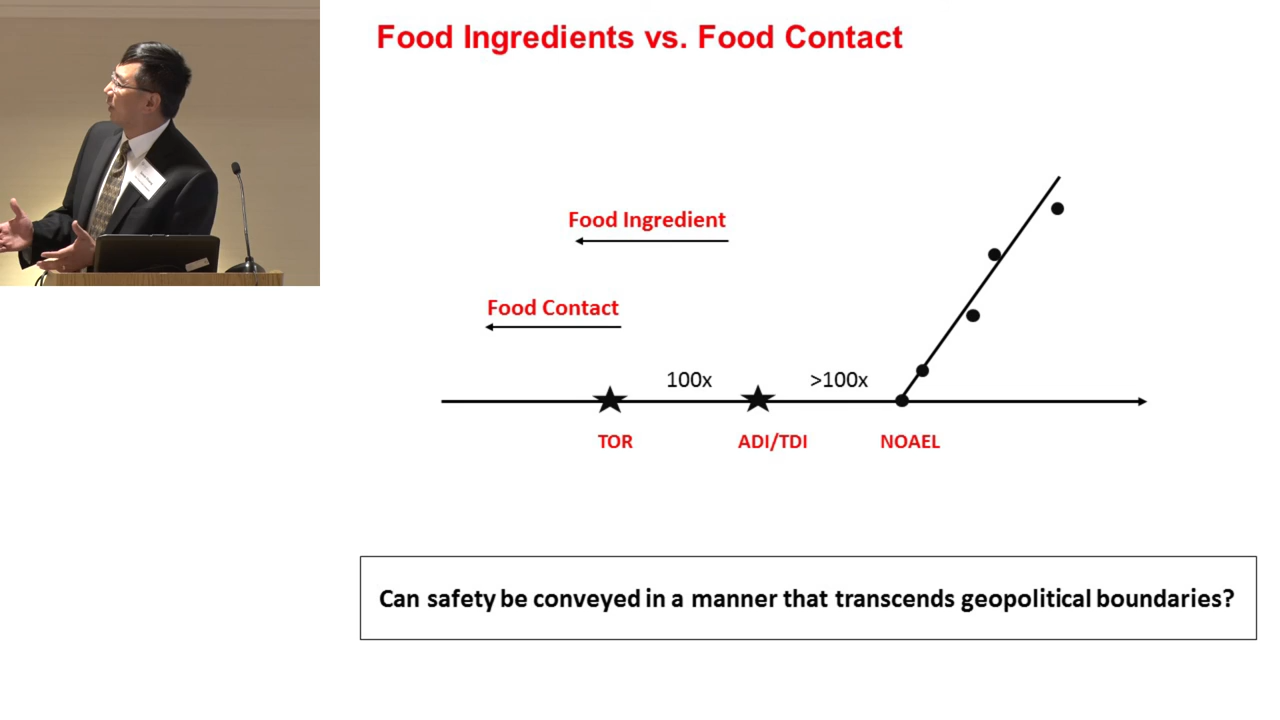 Food Ingredients vs. Food Contact
Food Ingredient
Food Contact
100x
>100x
TOR
ADI/TDI
NOAEL
Can safety be conveyed in a manner that transcends geopolitical boundaries?